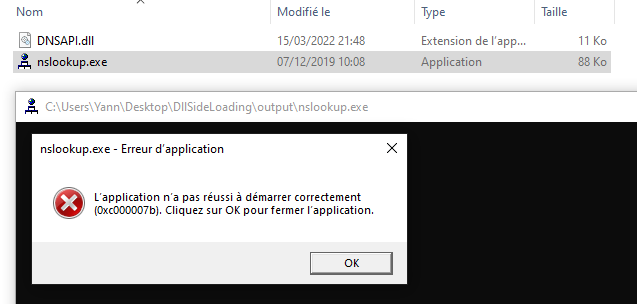 Nom Modifié le Type Taille
DNSAPI.dll 15/03/2022 21:48 Extension de l'app... 11 Ko
nslookup.exe 07/12/2019 10:08 Application 88 Ko
C:\Users\Yann\Desktop\DllSideLoading\output\nslookup.exe
nslookup.exe - Erreur d'application
L'application n'a pas réussi à démarrer correctement
(0xc000007b). Cliquez sur OK pour fermer l'application.
OK